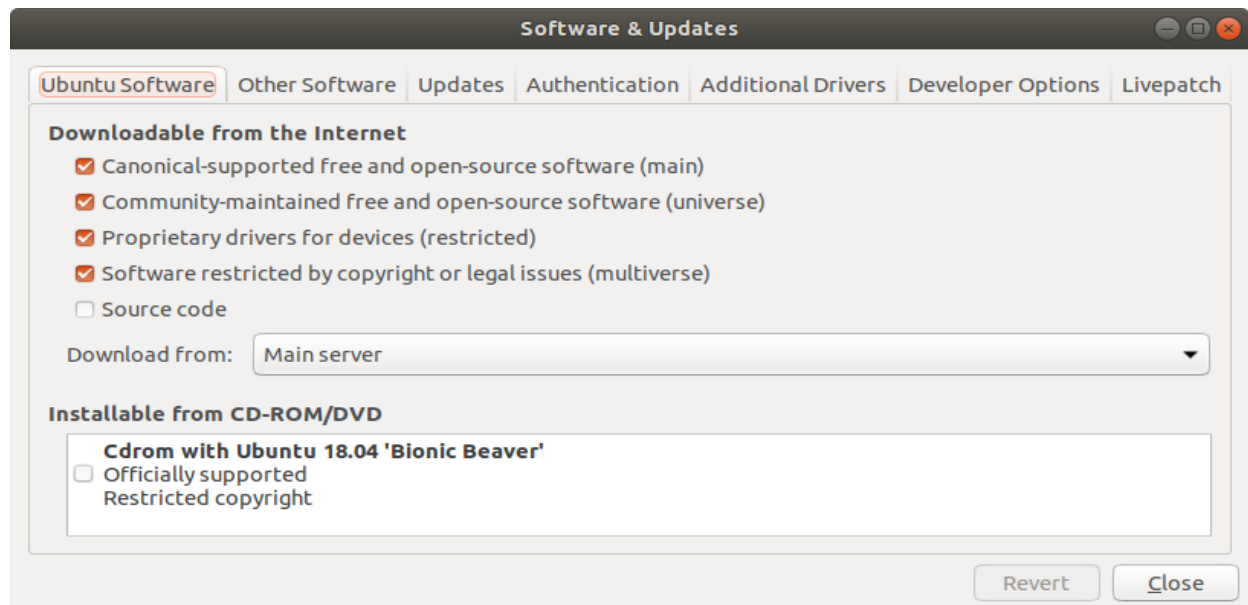 Software & Updates
Ubuntu Software Other Software Updates Authentication Additional Drivers Developer Options Livepatch
Downloadable from the Internet
Canonical-supported free and open-source software (main)
Community-maintained free and open-source software (universe)
Proprietary drivers for devices (restricted)
Software restricted by copyright or legal issues (multiverse)
Source code
Download from: Main server
Installable from CD-ROM/DVD
Cdrom with Ubuntu 18.04 'Bionic Beaver'
Officially supported
Restricted copyright
Revert Close